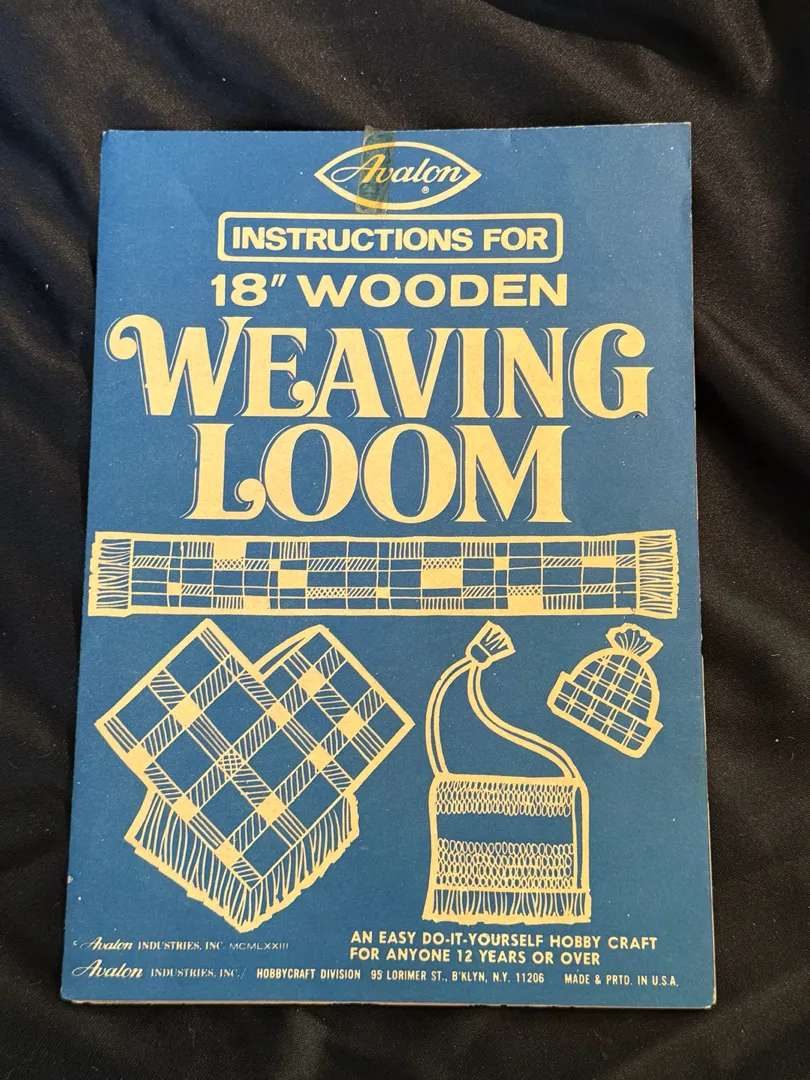 Avalon ®
INSTRUCTIONS FOR
18" WOODEN
WEAVING
LOOM
© Avalon INDUSTRIES, INC. MCMLXXIII
AN EASY DO-IT-YOURSELF HOBBY CRAFT
FOR ANYONE 12 YEARS OR OVER
Avalon INDUSTRIES, INC./ HOBBYCRAFT DIVISION 95 LORIMER ST., B'KLYN, N.Y. 11206 MADE & PRTD. IN U.S.A.